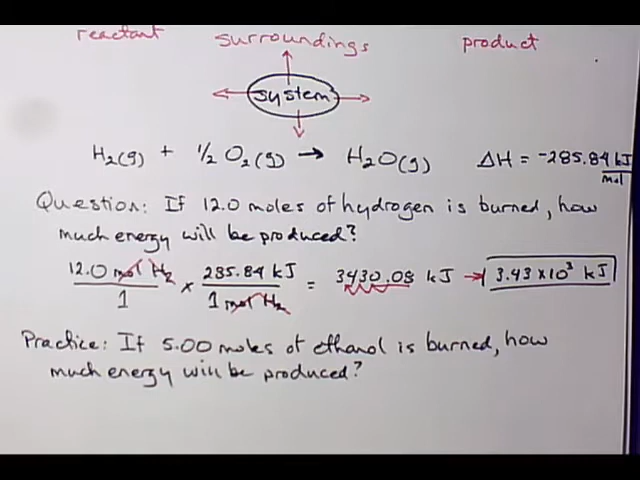 reactant surroundings product
system
H₂(g) + ½ O₂(g) → H₂O(g) ΔH = -285.84 kJ/mol
Question: If 12.0 moles of hydrogen is burned, how
much energy will be produced?
12.0 mol H₂ / 1 × 285.84 kJ / 1 mol H₂ = 3430.08 kJ → 3.43 × 10³ kJ
Practice: If 5.00 moles of ethanol is burned, how
much energy will be produced?